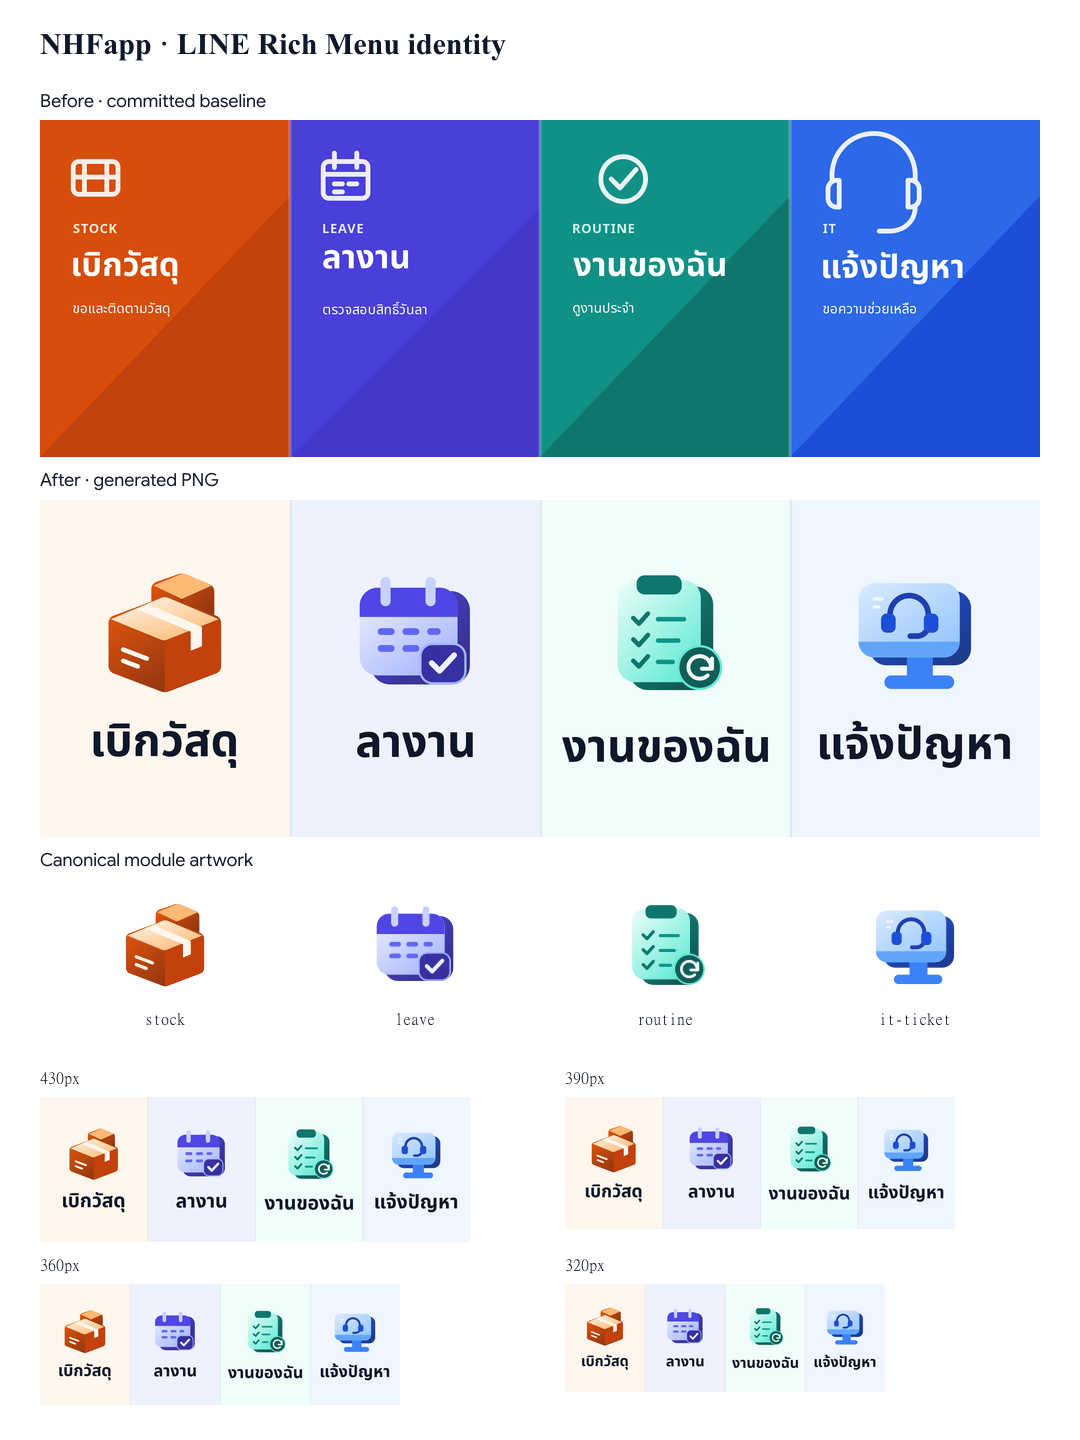 NHFapp · LINE Rich Menu identity
Before · committed baseline
STOCK
เบิกวัสดุ
ขอและติดตามวัสดุ
LEAVE
ลางาน
ตรวจสอบสิทธิ์วันลา
ROUTINE
งานของฉัน
ดูงานประจำ
IT
แจ้งปัญหา
ขอความช่วยเหลือ
After · generated PNG
เบิกวัสดุ
ลางาน
งานของฉัน
แจ้งปัญหา
Canonical module artwork
stock
leave
routine
it-ticket
430px
เบิกวัสดุ
ลางาน
งานของฉัน
แจ้งปัญหา
390px
เบิกวัสดุ
ลางาน
งานของฉัน
แจ้งปัญหา
360px
เบิกวัสดุ
ลางาน
งานของฉัน
แจ้งปัญหา
320px
เบิกวัสดุ
ลางาน
งานของฉัน
แจ้งปัญหา